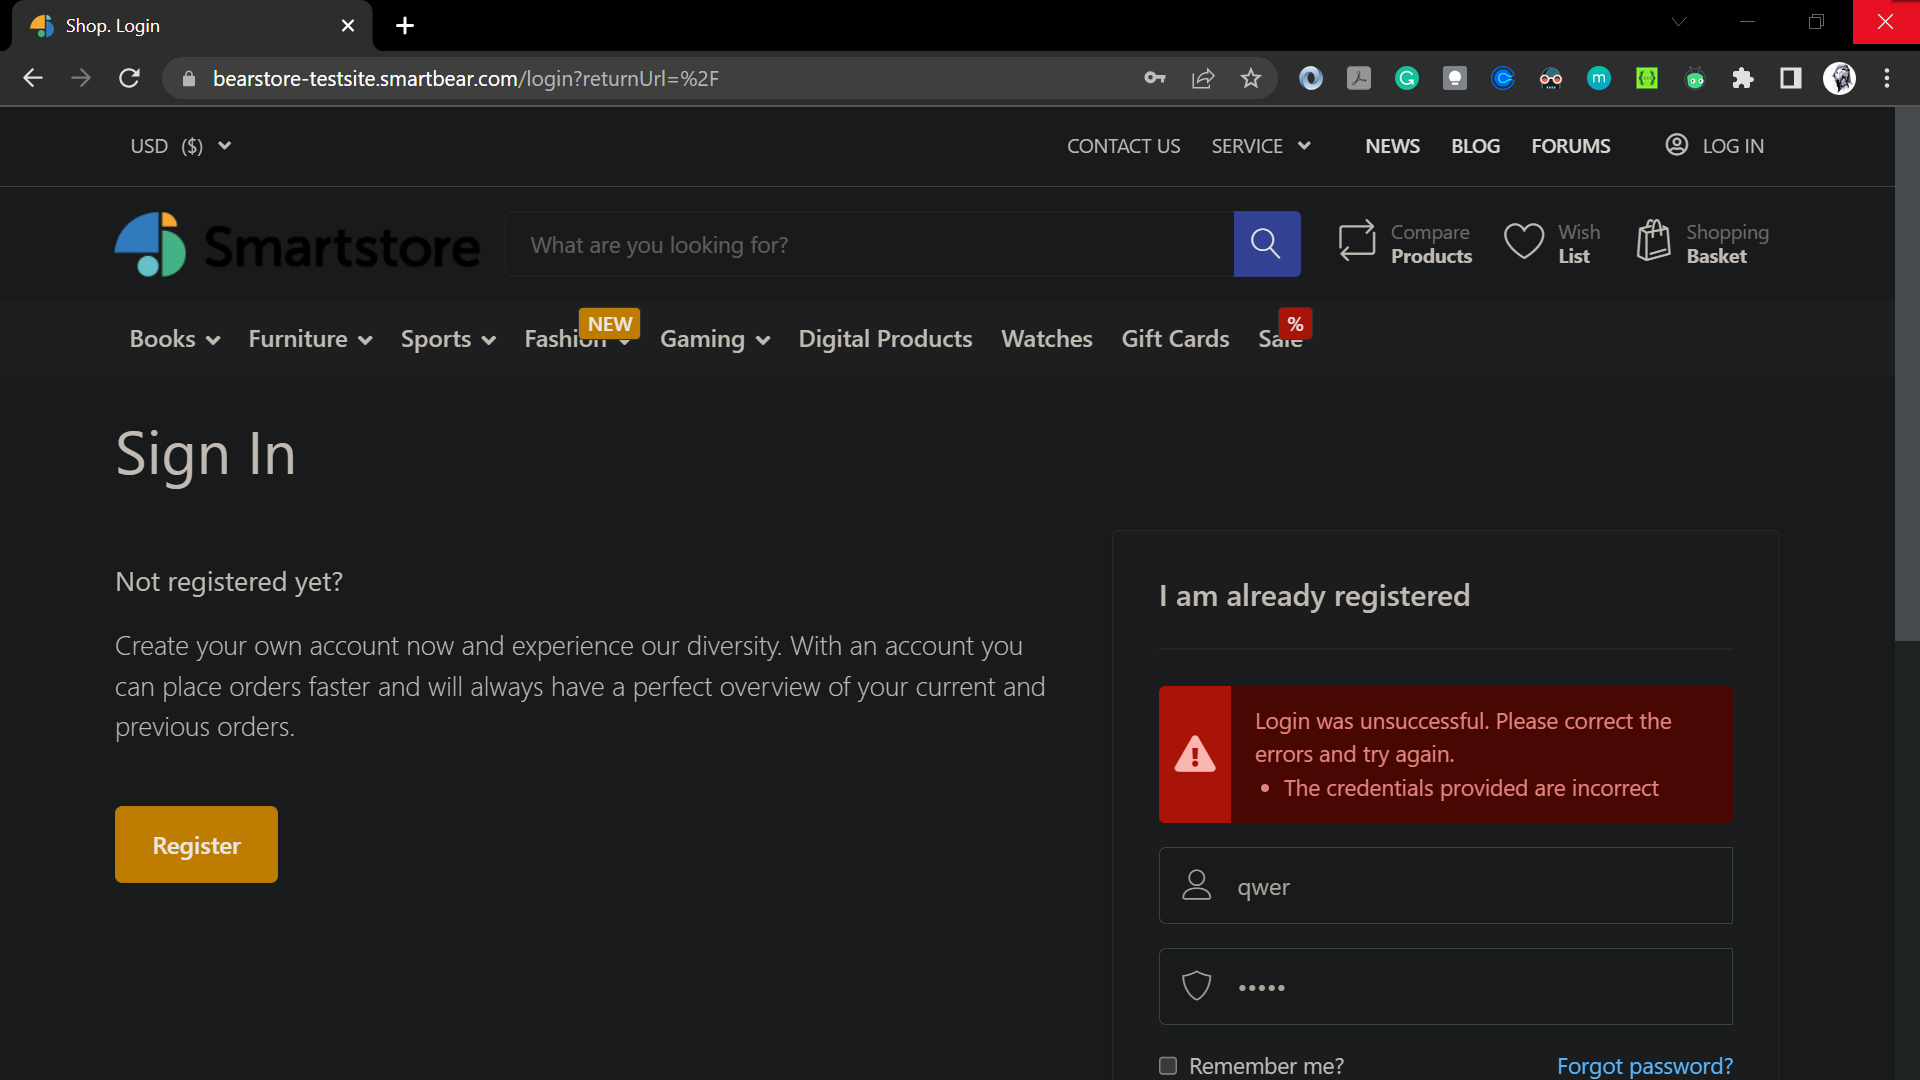 Shop. Login
bearstore-testsite.smartbear.com/login?returnUrl=%2F
USD ($)
CONTACT US
SERVICE
NEWS
BLOG
FORUMS
LOG IN
Smartstore
What are you looking for?
Compare
Products
Wish
List
Shopping
Basket
Books
Furniture
Sports
Fashion
NEW
Gaming
Digital Products
Watches
Gift Cards
Sale
%
Sign In
Not registered yet?
Create your own account now and experience our diversity. With an account you
can place orders faster and will always have a perfect overview of your current and
previous orders.
Register
I am already registered
Login was unsuccessful. Please correct the
errors and try again.
• The credentials provided are incorrect
qwer
•••••
Remember me?
Forgot password?